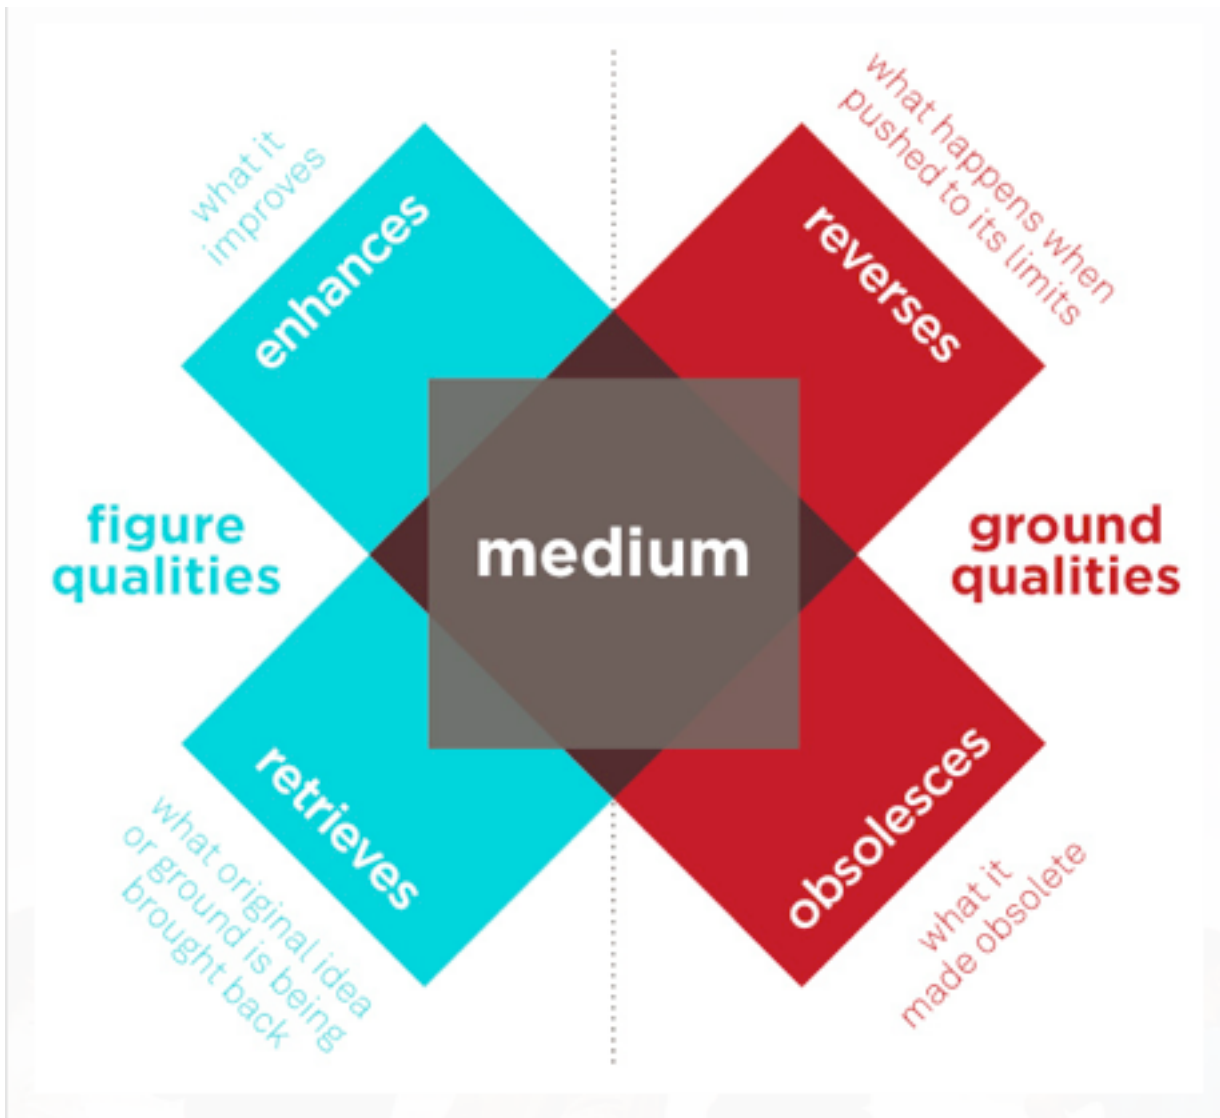 what it
improves
enhances
what happens when
pushed to its limits
reverses
figure
qualities
medium
ground
qualities
retrieves
what original idea
or ground is being
brought back
obsolesces
what it
made obsolete